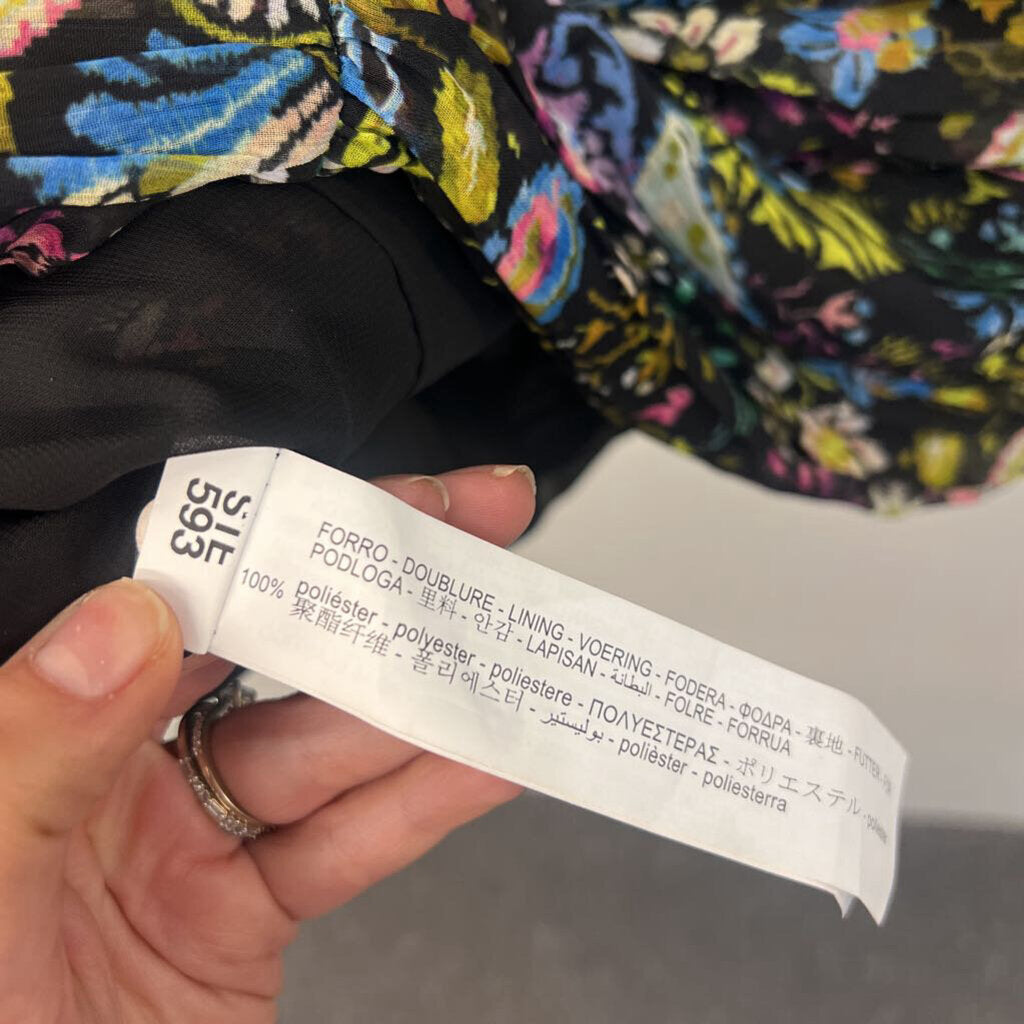 S'IE
593
FORRO - DOUBLURE - LINING - VOERING - FODERA - ΦΟΔΡΑ - 裏地 - FUTTER -
PODLOGA - 里料 - 안감 - LAPISAN - البطانة - FOLRE - FORRUA
100% poliéster - polyester - poliestere - ΠΟΛΥΕΣΤΕΡΑΣ - ポリエステル -
聚酯纤维 - 폴리에스터 - بوليستير - polièster - poliesterra